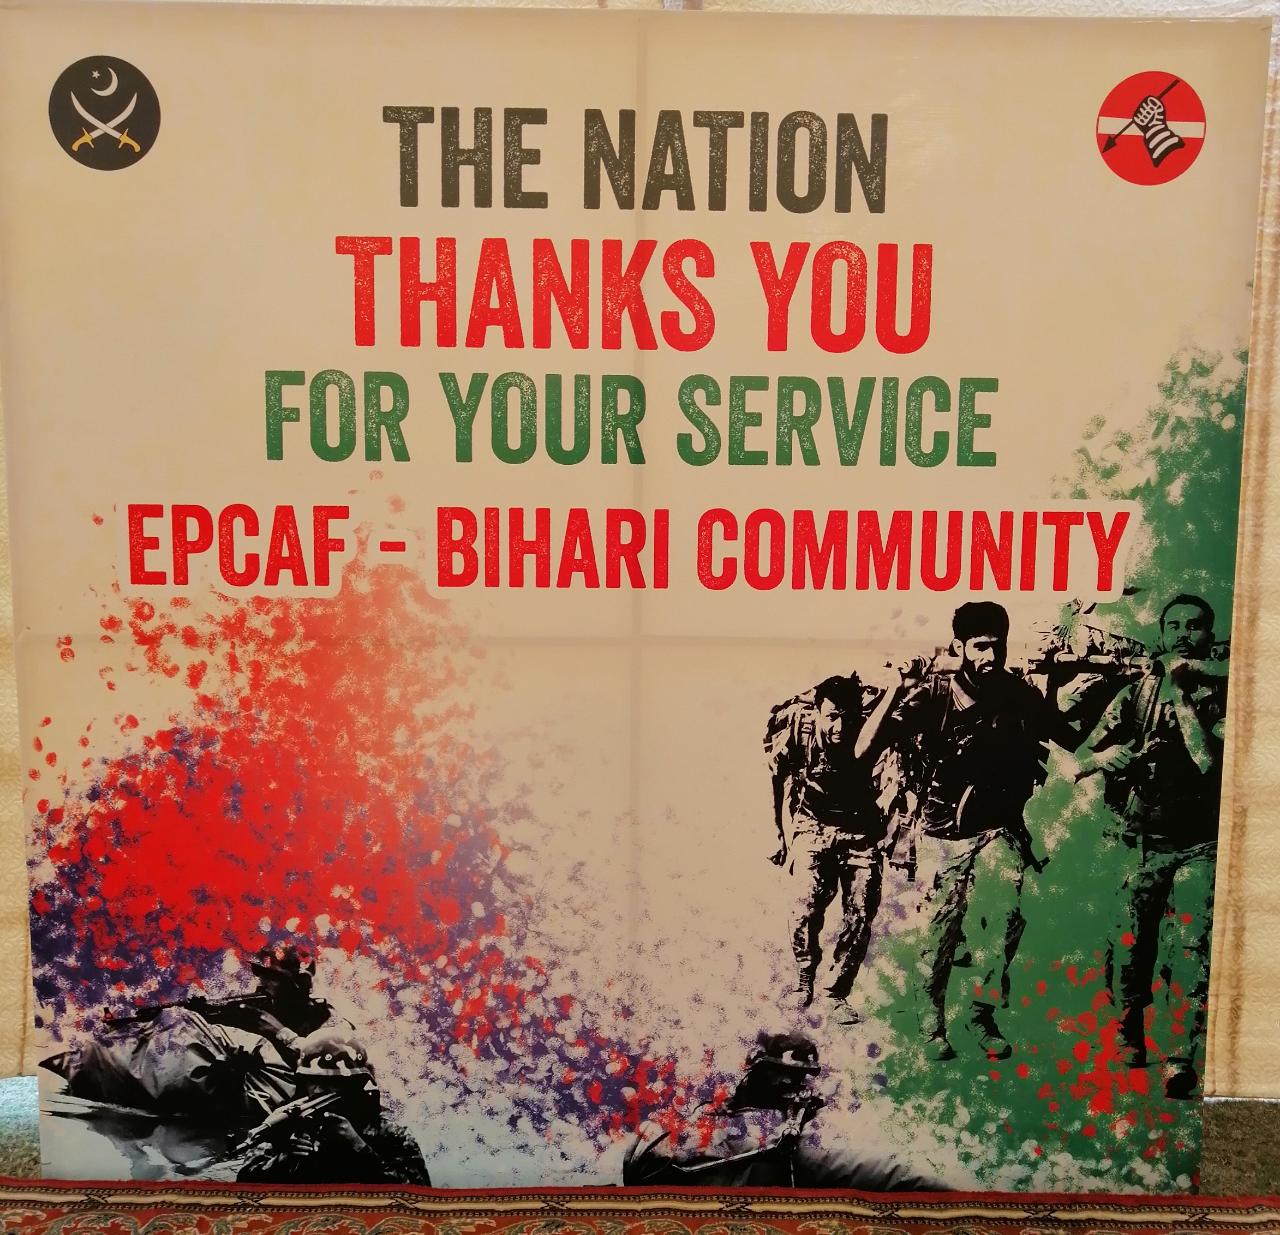 THE NATION
THANKS YOU
FOR YOUR SERVICE
EPCAF - BIHARI COMMUNITY